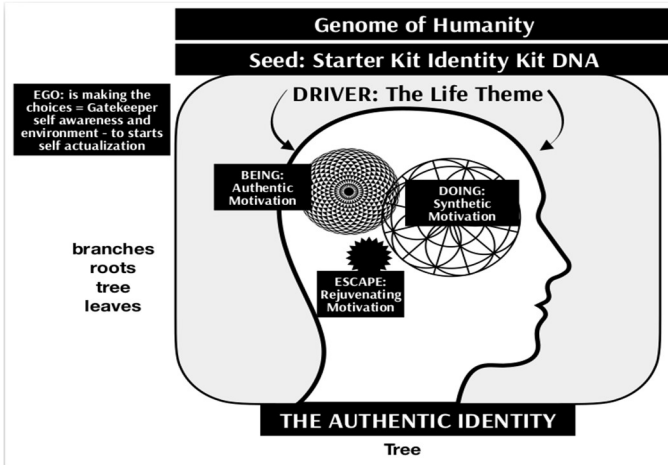 Genome of Humanity
Seed: Starter Kit Identity Kit DNA
EGO: is making the
choices = Gatekeeper
self awareness and
environment - to starts
self actualization
DRIVER: The Life Theme
BEING:
Authentic
Motivation
DOING:
Synthetic
Motivation
ESCAPE:
Rejuvenating
Motivation
branches
roots
tree
leaves
THE AUTHENTIC IDENTITY
Tree